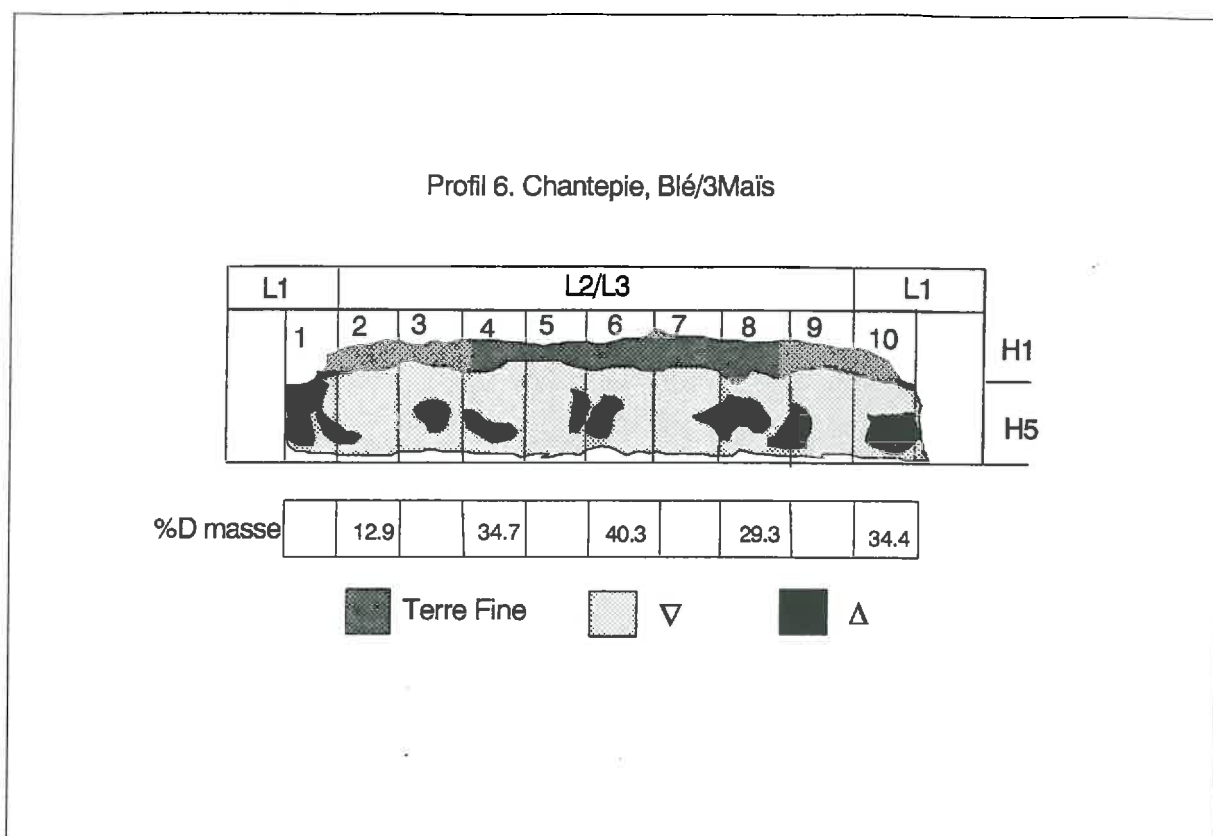 Profil 6. Chantepie, Blé/3Maïs
L1 L2/L3 L1
1 2 3 4 5 6 7 8 9 10
H1
H5
%D masse 12.9 34.7 40.3 29.3 34.4
Terre Fine ∇ Δ